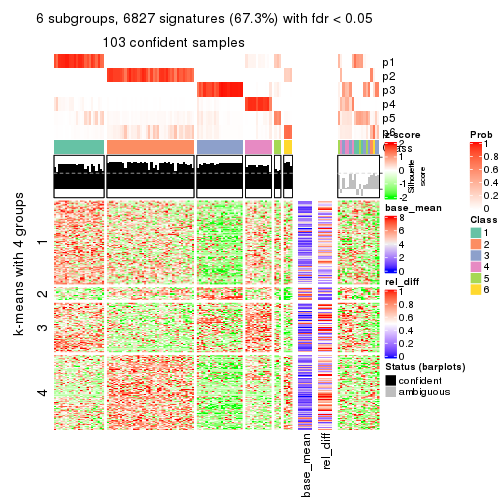 6 subgroups, 6827 signatures (67.3%) with fdr < 0.05
103 confident samples
p1
p2
p3
p4
p5
p6
Class
z-score
2
1
0
-1
-2
Silhouette
score
Prob
1
0.8
0.6
0.4
0.2
0
base_mean
8
6
4
2
0
Class
1
2
3
4
5
6
rel_diff
1
0.8
0.6
0.4
0.2
0
Status (barplots)
confident
ambiguous
k-means with 4 groups
1
2
3
4
base_mean
rel_diff